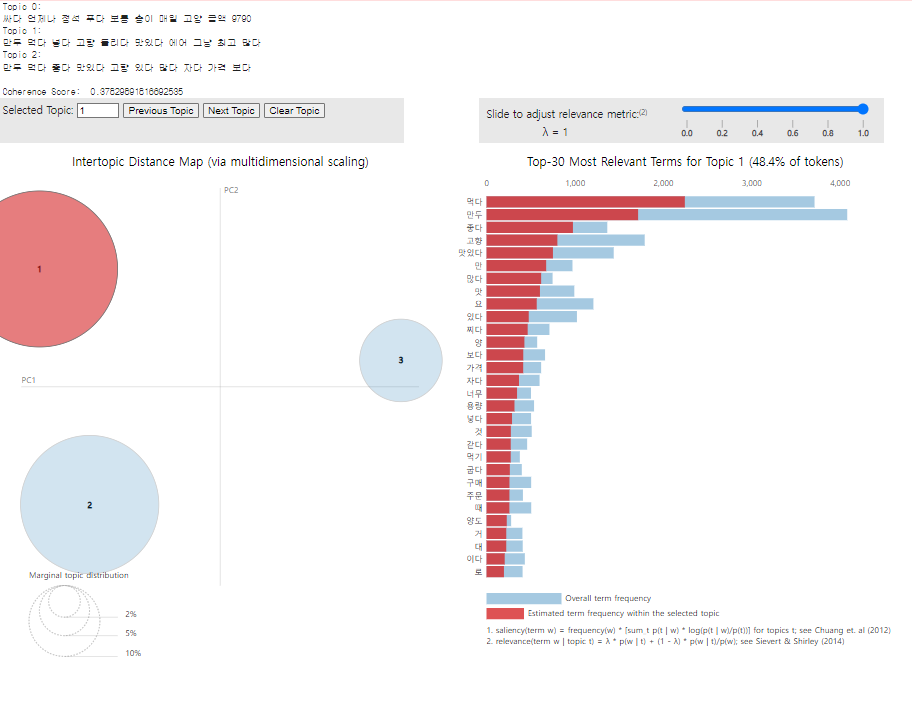 Topic 0:
싸다 언제나 정석 푸다 보통 송이 매일 고양 금액 9790
Topic 1:
만두 먹다 넣다 고향 돌리다 맛있다 에어 그냥 최고 많다
Topic 2:
만두 먹다 좋다 맛있다 고향 있다 많다 자다 가격 보다
Coherence Score: 0.3782989181669253
Selected Topic: 1 Previous Topic Next Topic Clear Topic
Slide to adjust relevance metric:(2)
λ = 1
0.0 0.2 0.4 0.6 0.8 1.0
Intertopic Distance Map (via multidimensional scaling)
PC2
1
3
PC1
2
Marginal topic distribution
2%
5%
10%
Top-30 Most Relevant Terms for Topic 1 (48.4% of tokens)
0 1,000 2,000 3,000 4,000
먹다
만두
좋다
고향
맛있다
만
많다
맛
묘
있다
찌다
양
보다
가격
자다
너무
용량
넣다
것
같다
먹기
굽다
구매
주문
때
양도
거
대
이다
로
Overall term frequency
Estimated term frequency within the selected topic
1. saliency(term w) = frequency(w) * [sum_t p(t | w) * log(p(t | w)/p(t))] for topics t; see Chuang et. al (2012)
2. relevance(term w | topic t) = λ * p(w | t) + (1 - λ) * p(w | t)/p(w); see Sievert & Shirley (2014)